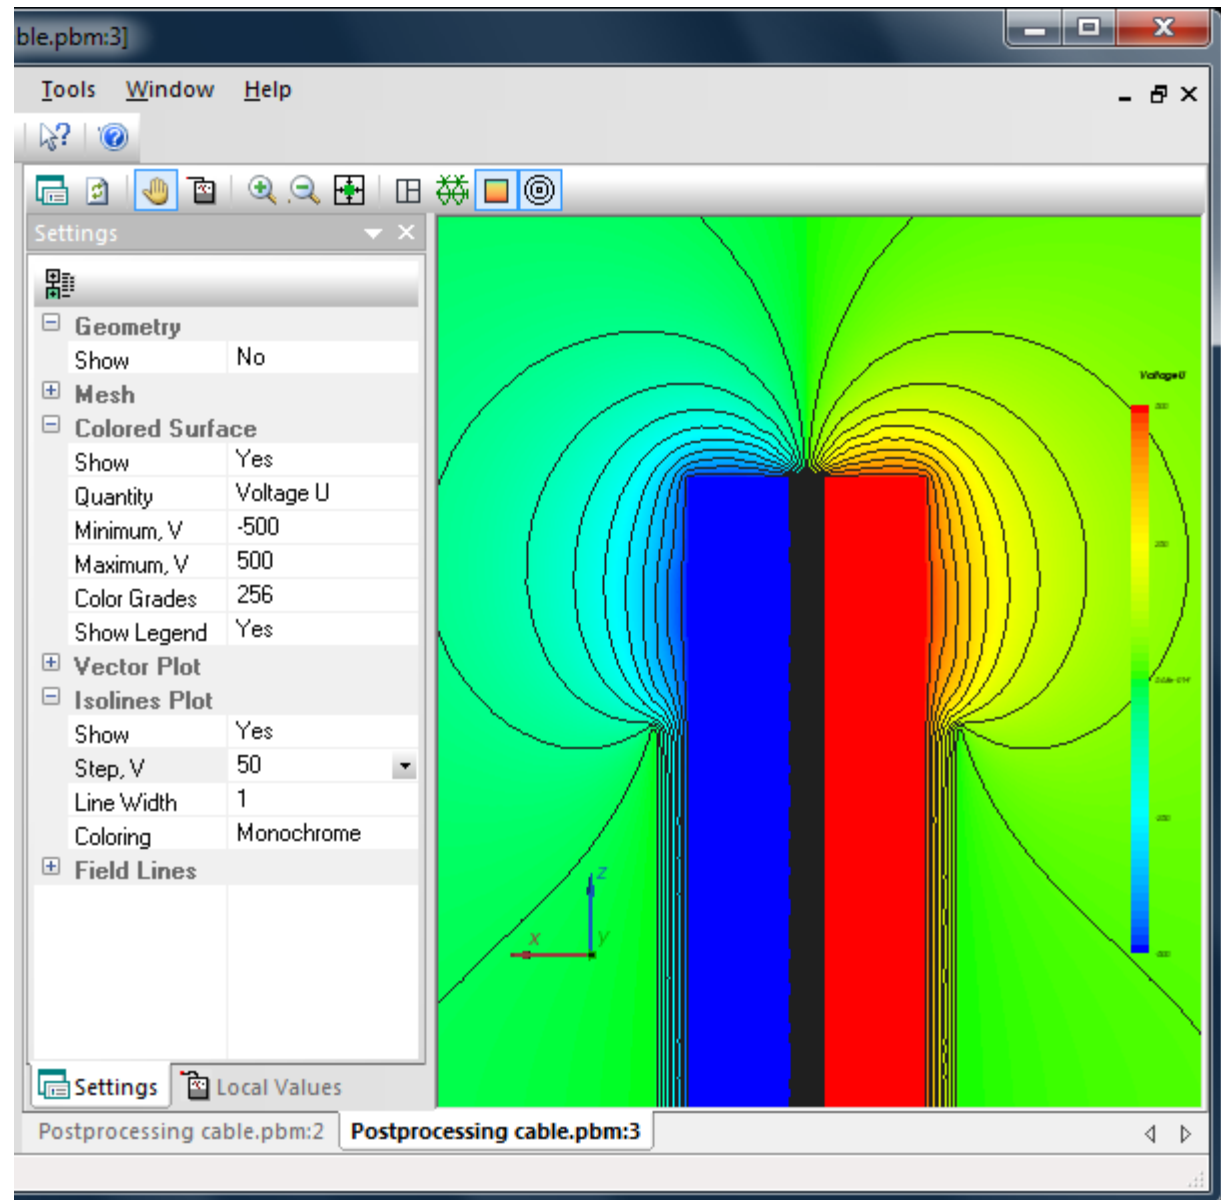 ble.pbm:3]
Tools Window Help
Settings
Geometry
Show No
Mesh
Colored Surface
Show Yes
Quantity Voltage U
Minimum, V -500
Maximum, V 500
Color Grades 256
Show Legend Yes
Vector Plot
Isolines Plot
Show Yes
Step, V 50
Line Width 1
Coloring Monochrome
Field Lines
Voltage U
z
x y
Settings Local Values
Postprocessing cable.pbm:2 Postprocessing cable.pbm:3